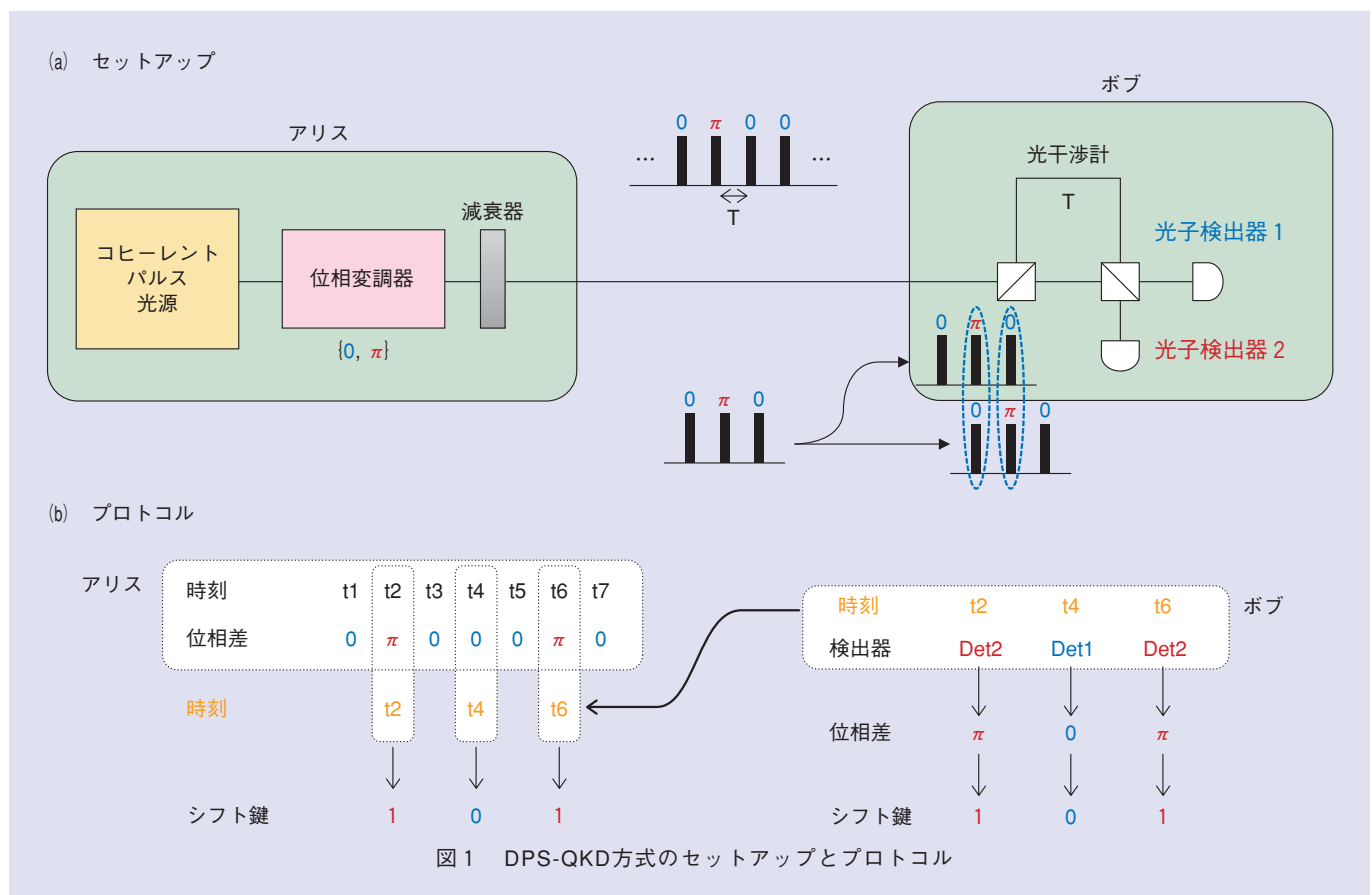 (a) セットアップ
アリス
コヒーレント
パルス
光源
位相変調器
{0, π}
減衰器
0 π 0 0
… …
T
ボブ
光干渉計
T
光子検出器 1
光子検出器 2
0 π 0
0 π 0
0 π 0
(b) プロトコル
アリス
時刻 t1 t2 t3 t4 t5 t6 t7
位相差 0 π 0 0 0 π 0
時刻 t2 t4 t6
シフト鍵 1 0 1
ボブ
時刻 t2 t4 t6
検出器 Det2 Det1 Det2
位相差 π 0 π
シフト鍵 1 0 1
図1 DPS-QKD方式のセットアップとプロトコル